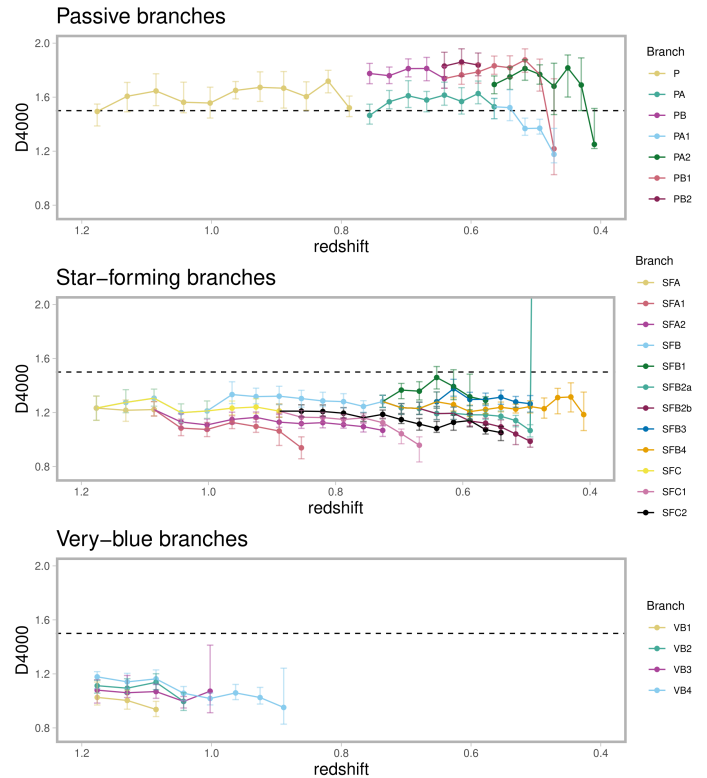 Passive branches
2.0
1.6
1.2
0.8
D4000
1.2
1.0
0.8
0.6
0.4
redshift
Branch
P
PA
PB
PA1
PA2
PB1
PB2
Star−forming branches
2.0
1.6
1.2
0.8
D4000
1.2
1.0
0.8
0.6
0.4
redshift
Branch
SFA
SFA1
SFA2
SFB
SFB1
SFB2a
SFB2b
SFB3
SFB4
SFC
SFC1
SFC2
Very−blue branches
2.0
1.6
1.2
0.8
D4000
1.2
1.0
0.8
0.6
0.4
redshift
Branch
VB1
VB2
VB3
VB4